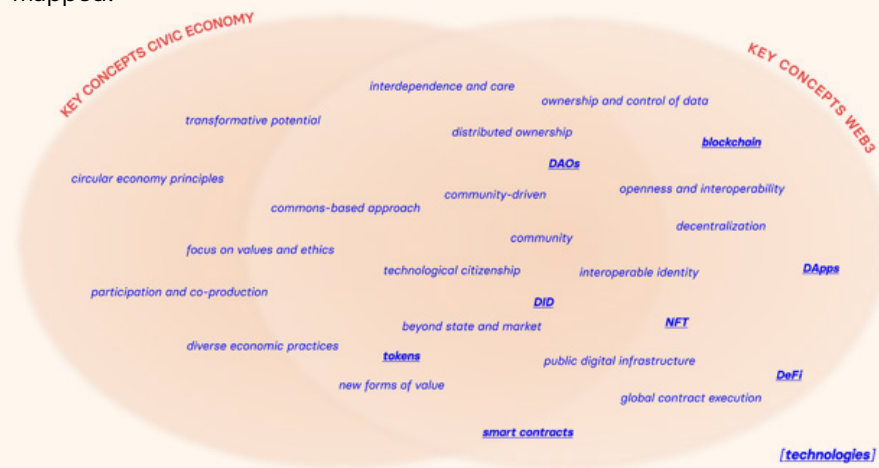 mapped.
KEY CONCEPTS CIVIC ECONOMY
KEY CONCEPTS WEB3
interdependence and care
ownership and control of data
transformative potential
distributed ownership
blockchain
DAOs
circular economy principles
community-driven
openness and interoperability
commons-based approach
decentralization
community
focus on values and ethics
technological citizenship
interoperable identity
DApps
participation and co-production
DID
beyond state and market
NFT
diverse economic practices
tokens
public digital infrastructure
new forms of value
DeFi
global contract execution
smart contracts
[technologies]